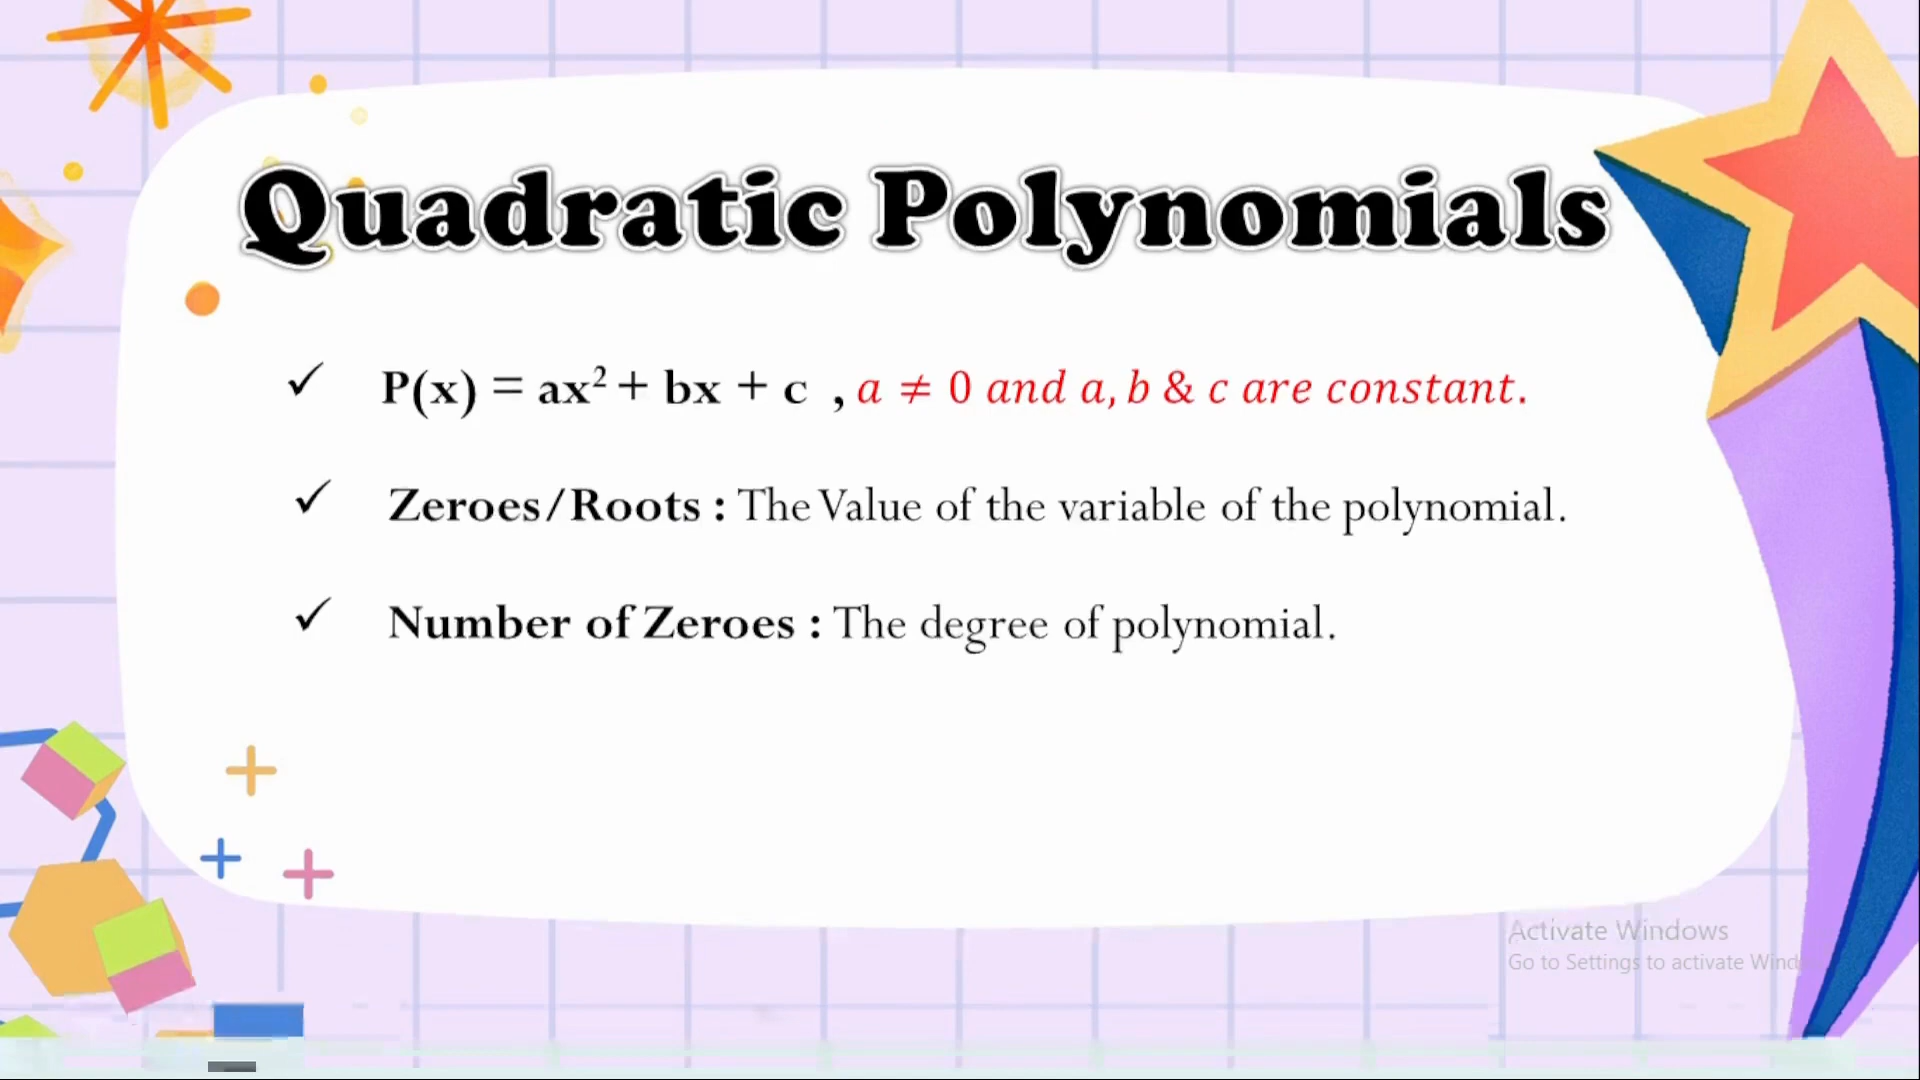 Quadratic Polynomials
✓ P(x) = ax² + bx + c , a ≠ 0 and a, b & c are constant.
✓ Zeroes/Roots : The Value of the variable of the polynomial.
✓ Number of Zeroes : The degree of polynomial.
Activate Windows
Go to Settings to activate Wind